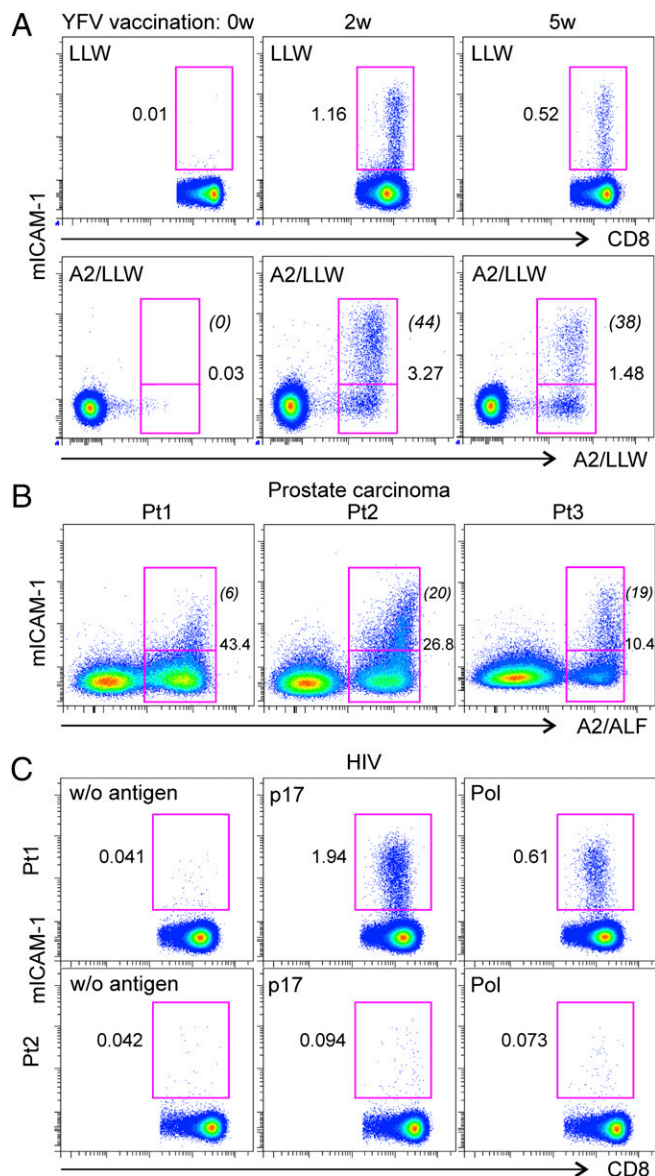 A
YFV vaccination: 0w 2w 5w
LLW LLW LLW
0.01 1.16 0.52
mICAM-1
CD8
A2/LLW A2/LLW A2/LLW
(0) (44) (38)
0.03 3.27 1.48
A2/LLW
B
Prostate carcinoma
Pt1 Pt2 Pt3
mICAM-1
(6) (20) (19)
43.4 26.8 10.4
A2/ALF
C
HIV
w/o antigen p17 Pol
Pt1
0.041 1.94 0.61
mICAM-1
w/o antigen p17 Pol
Pt2
0.042 0.094 0.073
CD8